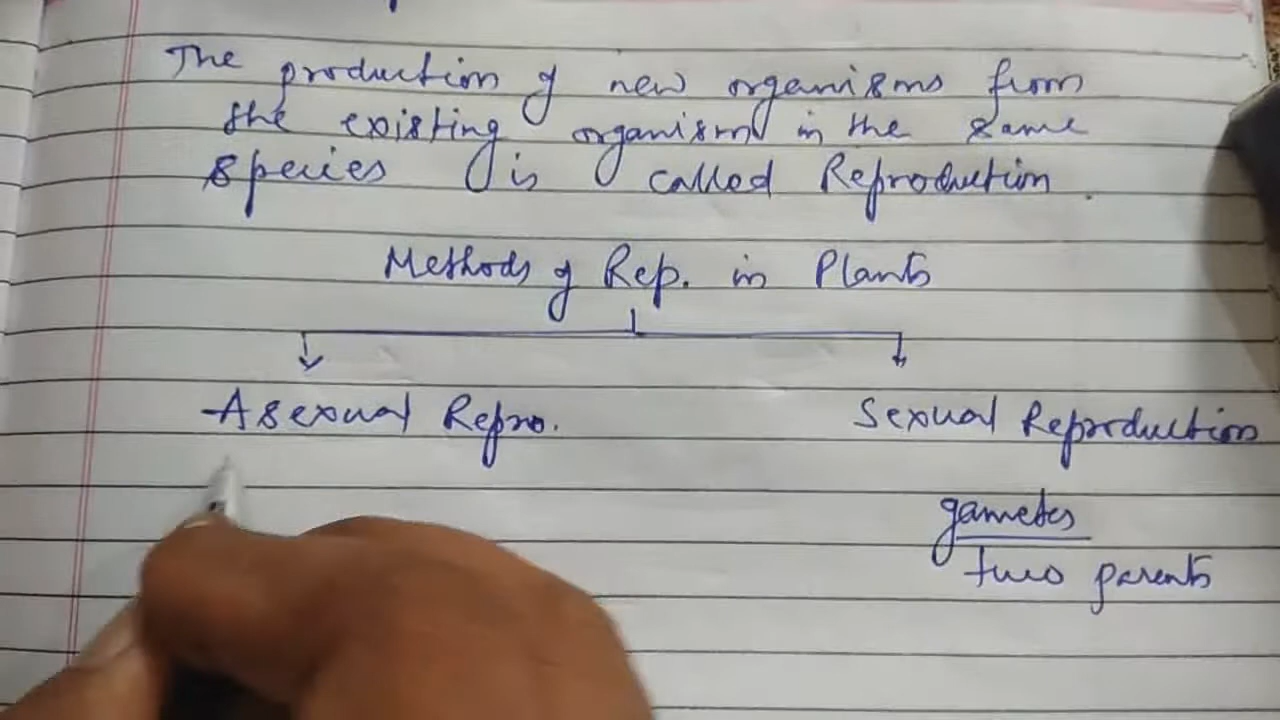 The production of new organisms from
the existing organism in the same
species is called Reproduction.
Methods of Rep. in Plants
Asexual Repro.
Sexual Reproduction
gametes
two parents